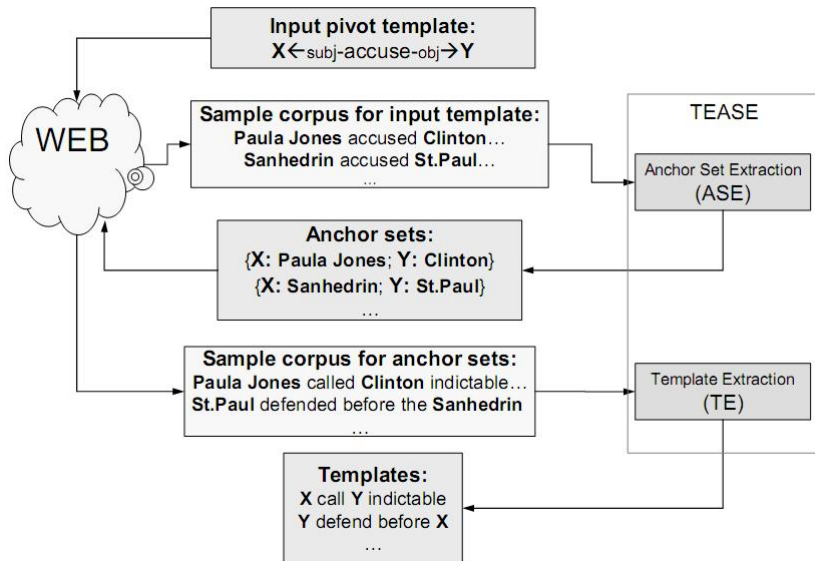 Input pivot template:
X←subj-accuse-obj→Y
WEB
Sample corpus for input template:
Paula Jones accused Clinton…
Sanhedrin accused St.Paul…
…
TEASE
Anchor Set Extraction
(ASE)
Anchor sets:
{X: Paula Jones; Y: Clinton}
{X: Sanhedrin; Y: St.Paul}
…
Sample corpus for anchor sets:
Paula Jones called Clinton indictable…
St.Paul defended before the Sanhedrin
…
Template Extraction
(TE)
Templates:
X call Y indictable
Y defend before X
…